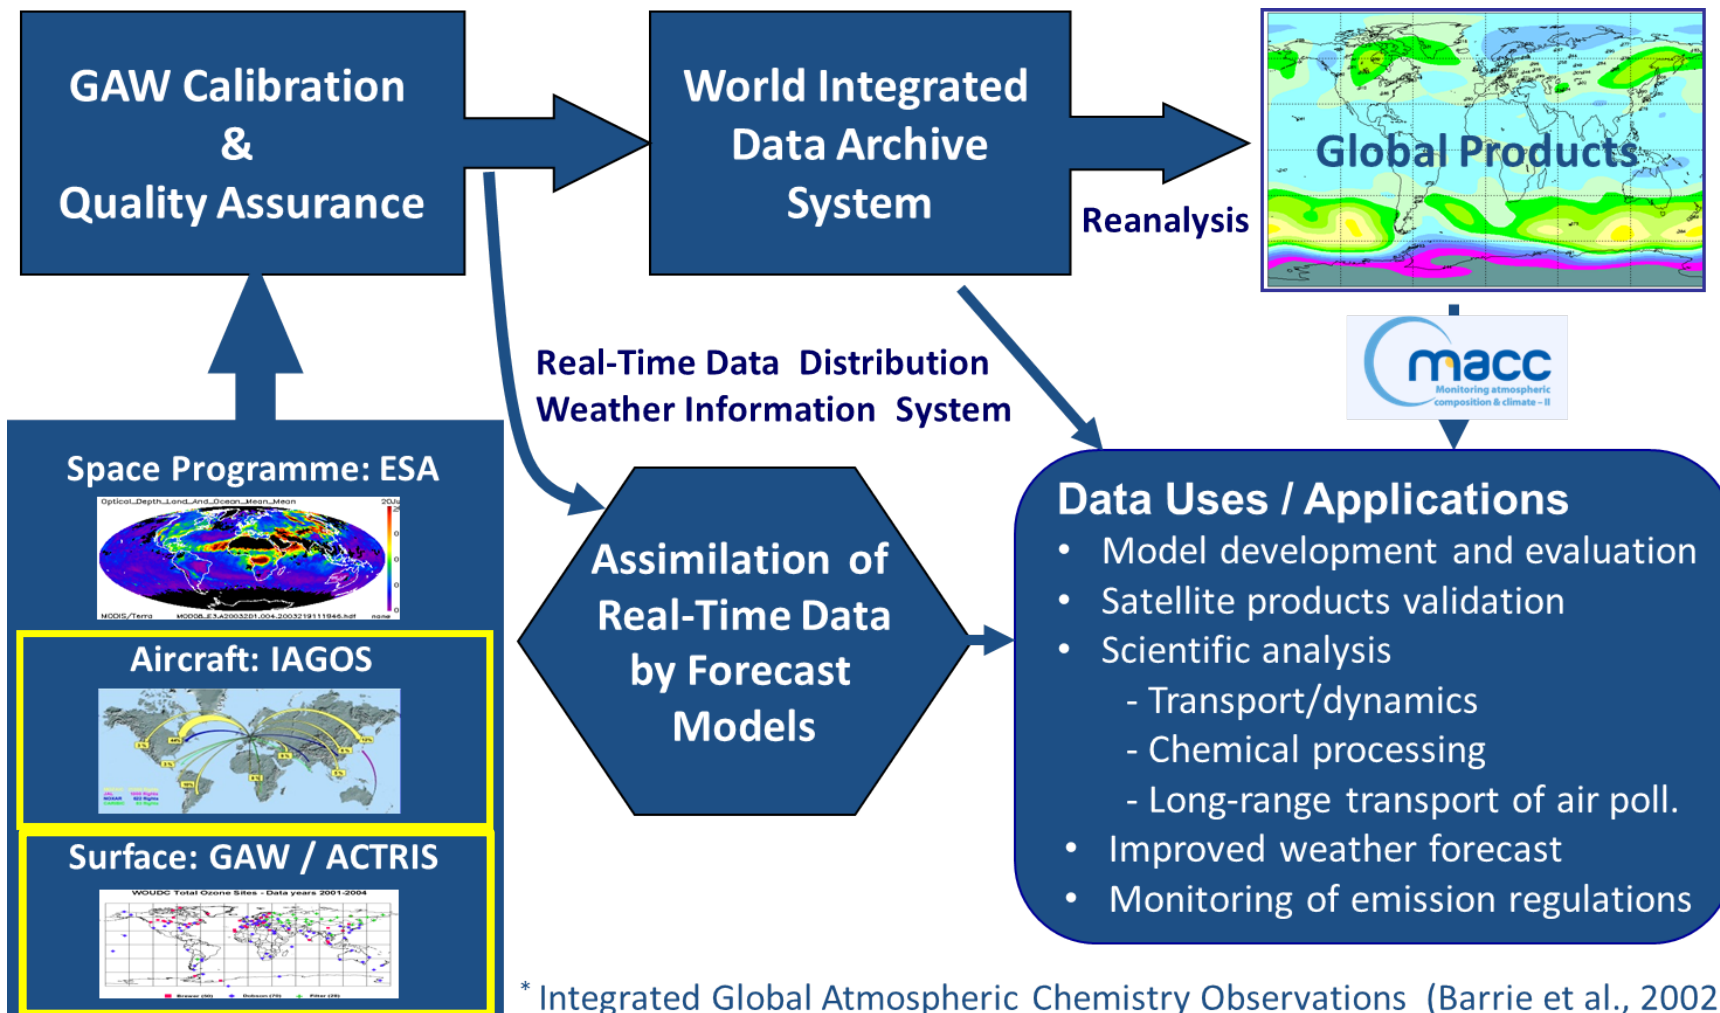 GAW Calibration
&
Quality Assurance
World Integrated
Data Archive
System
Global Products
Reanalysis
Real-Time Data Distribution
Weather Information System
macc
Monitoring atmospheric
composition & climate – II
Space Programme: ESA
Optical_Depth_Land_And_Ocean_Mean_Mean
MODIS/Terra
none
Aircraft: IAGOS
Surface: GAW / ACTRIS
WOUDC Total Ozone Sites - Data years 2001-2004
Assimilation of
Real-Time Data
by Forecast
Models
Data Uses / Applications
• Model development and evaluation
• Satellite products validation
• Scientific analysis
- Transport/dynamics
- Chemical processing
- Long-range transport of air poll.
• Improved weather forecast
• Monitoring of emission regulations
* Integrated Global Atmospheric Chemistry Observations (Barrie et al., 2002